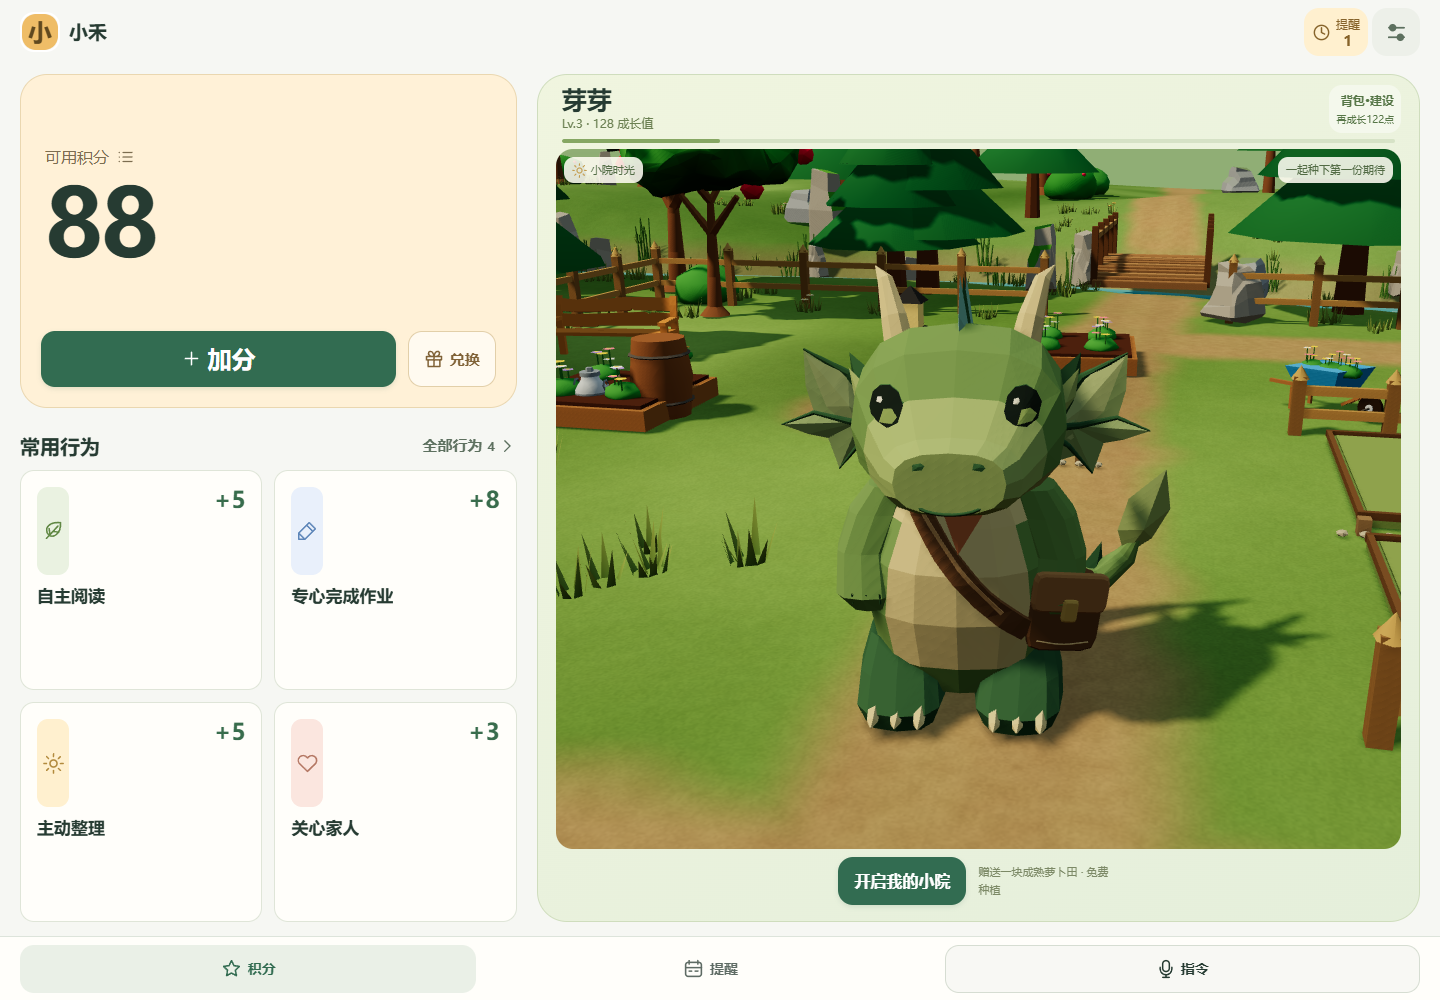 小 小禾
提醒
1
可用积分
88
+ 加分
兑换
常用行为
全部行为 4
+5
自主阅读
+8
专心完成作业
+5
主动整理
+3
关心家人
芽芽
Lv.3 · 128 成长值
背包•建设
再成长122点
小院时光
一起种下第一份期待
开启我的小院
赠送一块成熟萝卜田 · 免费
种植
积分
提醒
指令